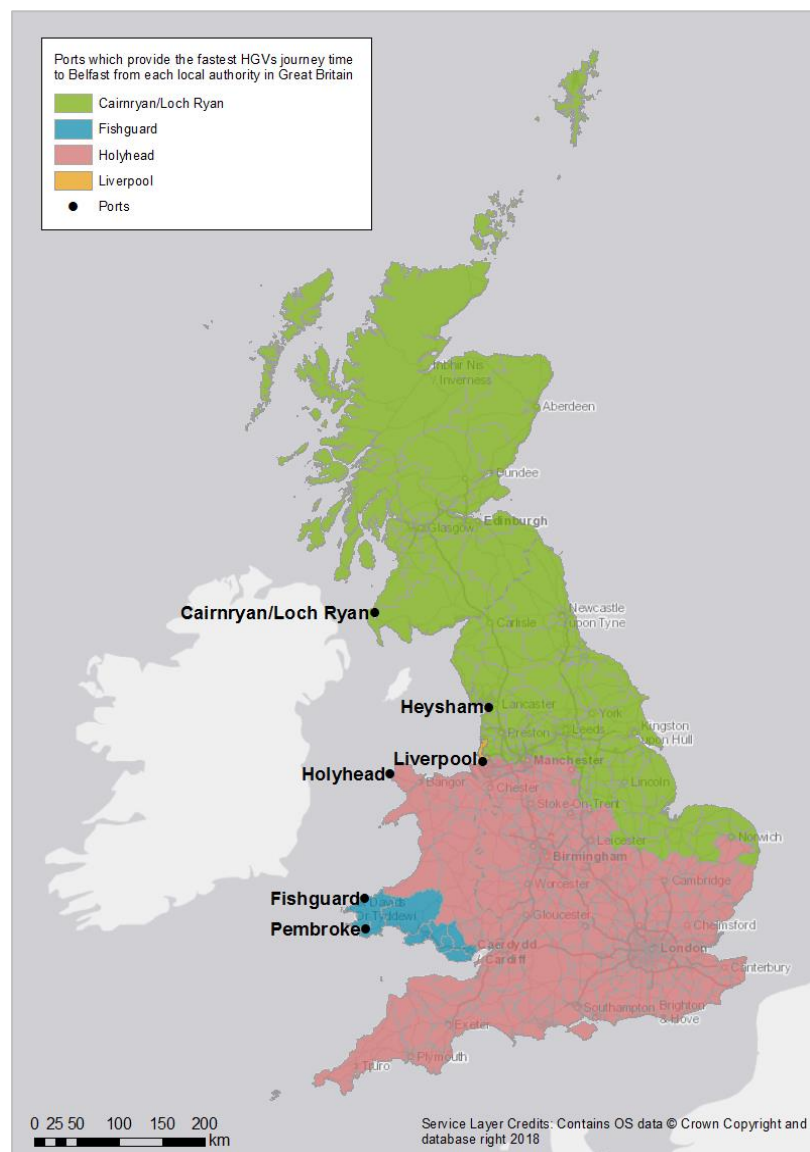 Ports which provide the fastest HGVs journey time
to Belfast from each local authority in Great Britain
Cairnryan/Loch Ryan
Fishguard
Holyhead
Liverpool
Ports
Inbhir Nis
/ Inverness
Aberdeen
Dundee
Glasgow
Edinburgh
Cairnryan/Loch Ryan
Newcastle
upon Tyne
Carlisle
Heysham
Lancaster
York
Preston
Leeds
Kingston
upon Hull
Liverpool
Manchester
Holyhead
Bangor
Chester
Lincoln
Stoke-On-Trent
Norwich
Leicester
Birmingham
Fishguard
Worcester
Cambridge
Tyddewi
Gloucester
Pembroke
Chelmsford
Caerdydd
/ Cardiff
London
Canterbury
Southampton
Brighton
& Hove
Exeter
Plymouth
Truro
0 25 50 100 150 200
km
Service Layer Credits: Contains OS data © Crown Copyright and
database right 2018